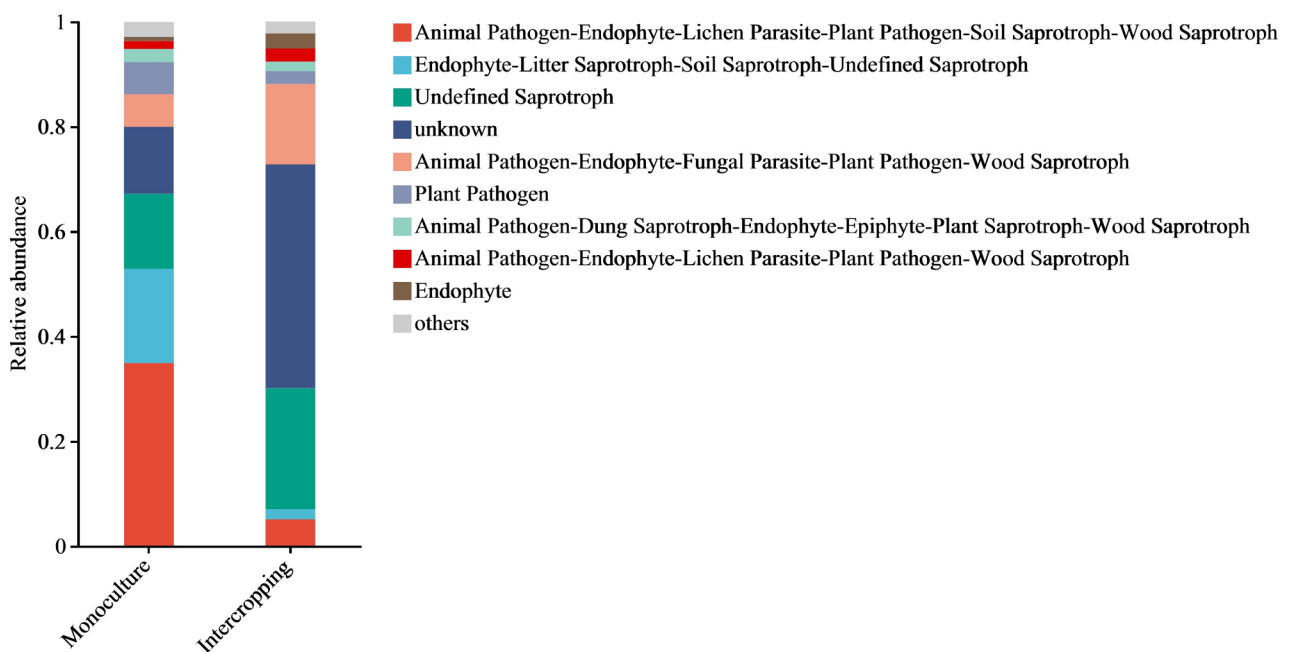 1
0.8
0.6
0.4
0.2
0
Relative abundance
Monoculture
Intercropping
Animal Pathogen-Endophyte-Lichen Parasite-Plant Pathogen-Soil Saprotroph-Wood Saprotroph
Endophyte-Litter Saprotroph-Soil Saprotroph-Undefined Saprotroph
Undefined Saprotroph
unknown
Animal Pathogen-Endophyte-Fungal Parasite-Plant Pathogen-Wood Saprotroph
Plant Pathogen
Animal Pathogen-Dung Saprotroph-Endophyte-Epiphyte-Plant Saprotroph-Wood Saprotroph
Animal Pathogen-Endophyte-Lichen Parasite-Plant Pathogen-Wood Saprotroph
Endophyte
others